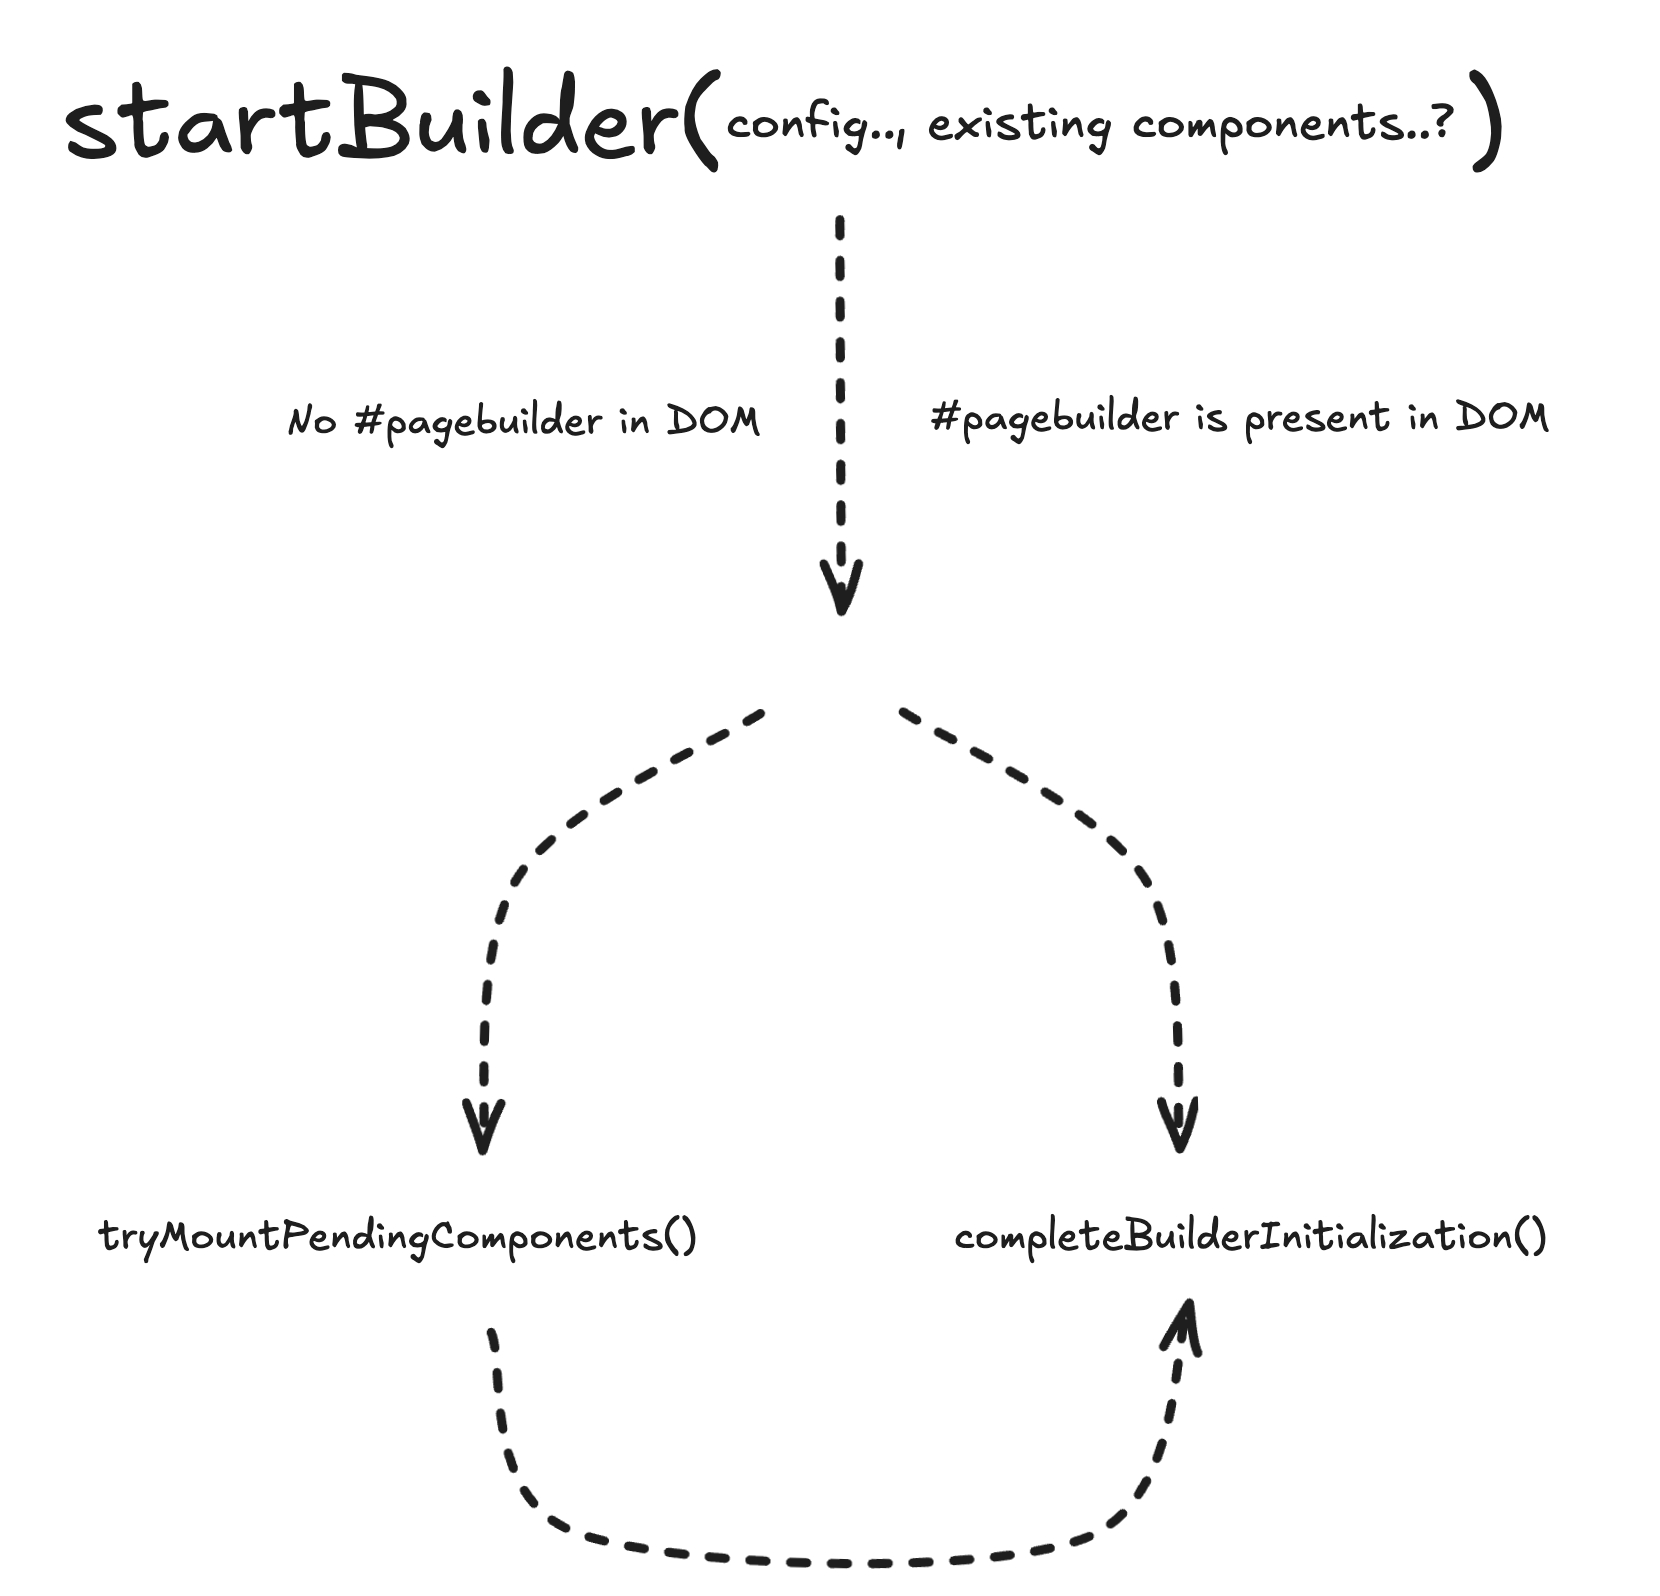 startBuilder(config.., existing components..?)
No #pagebuilder in DOM
#pagebuilder is present in DOM
tryMountPendingComponents()
completeBuilderInitialization()